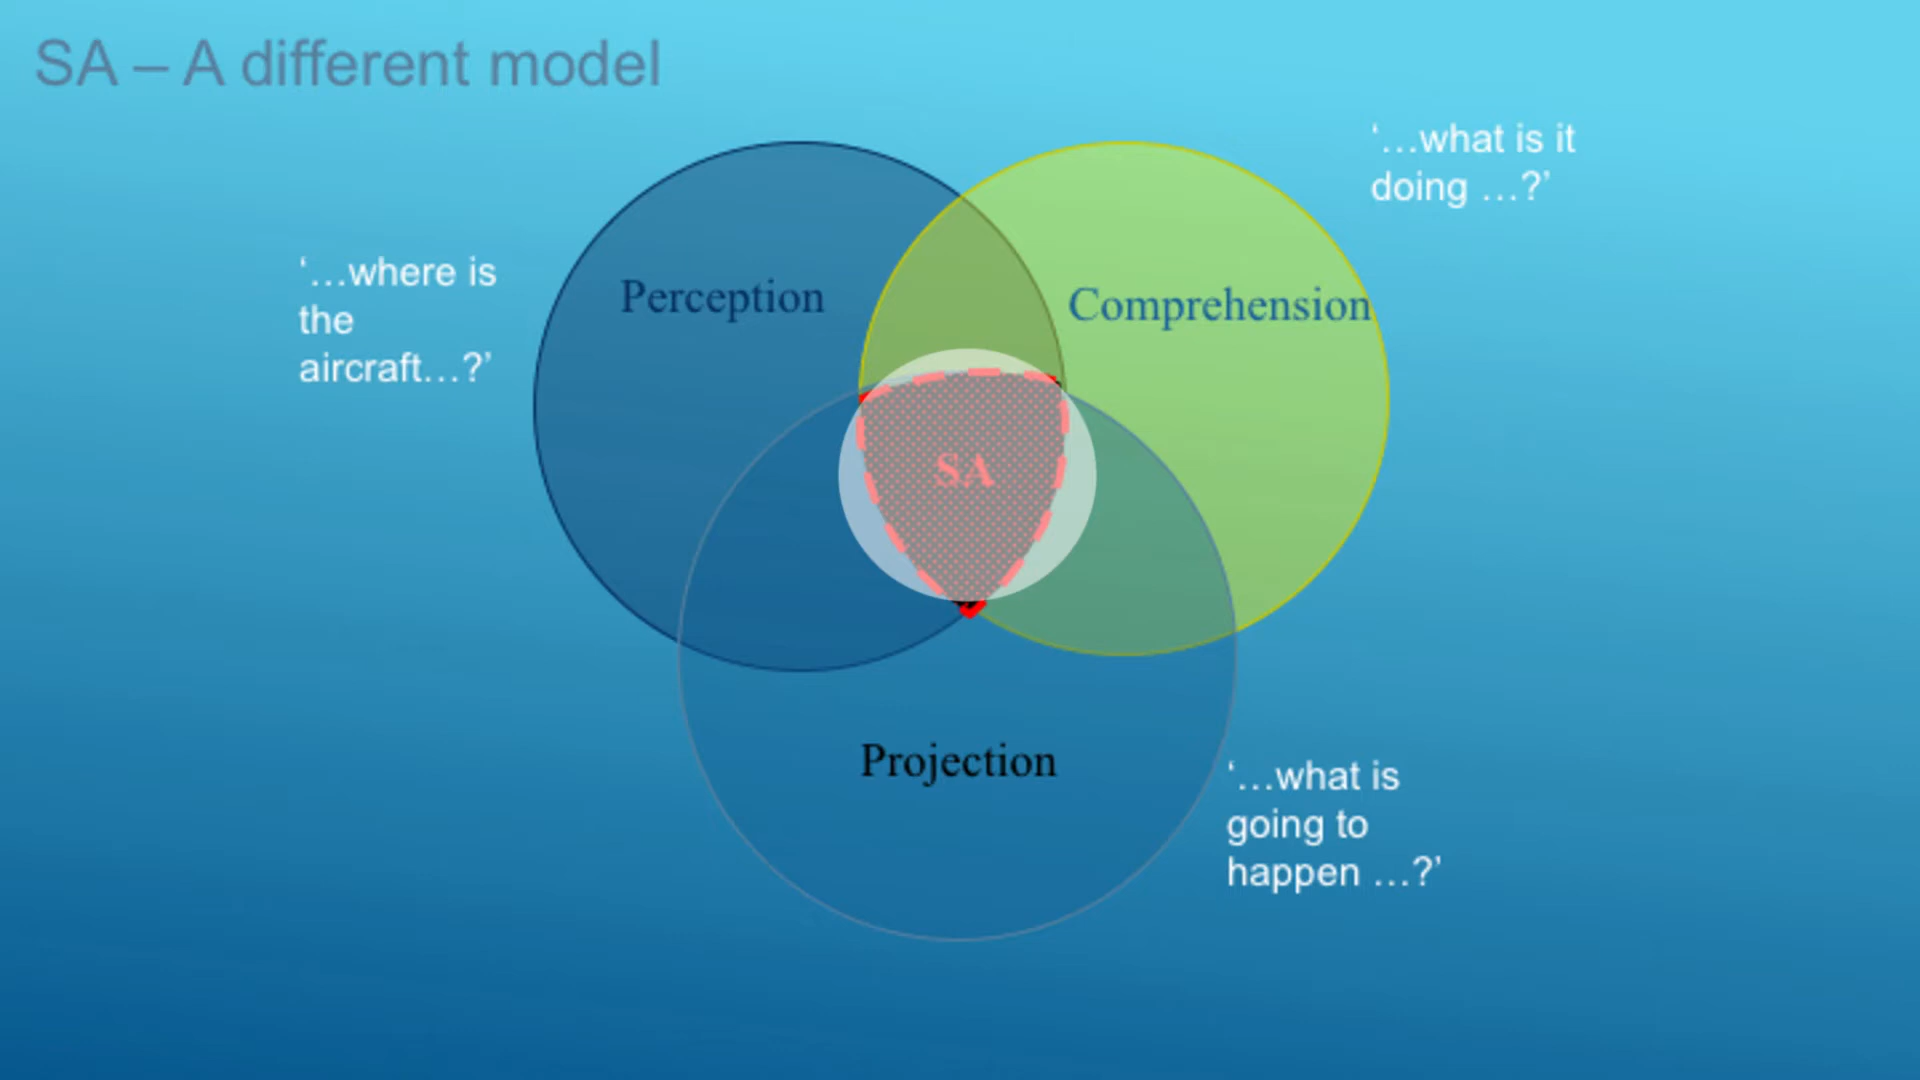 SA – A different model
‘…what is it
doing …?’
‘…where is
the
aircraft…?’
Perception
Comprehension
SA
Projection
‘…what is
going to
happen …?’